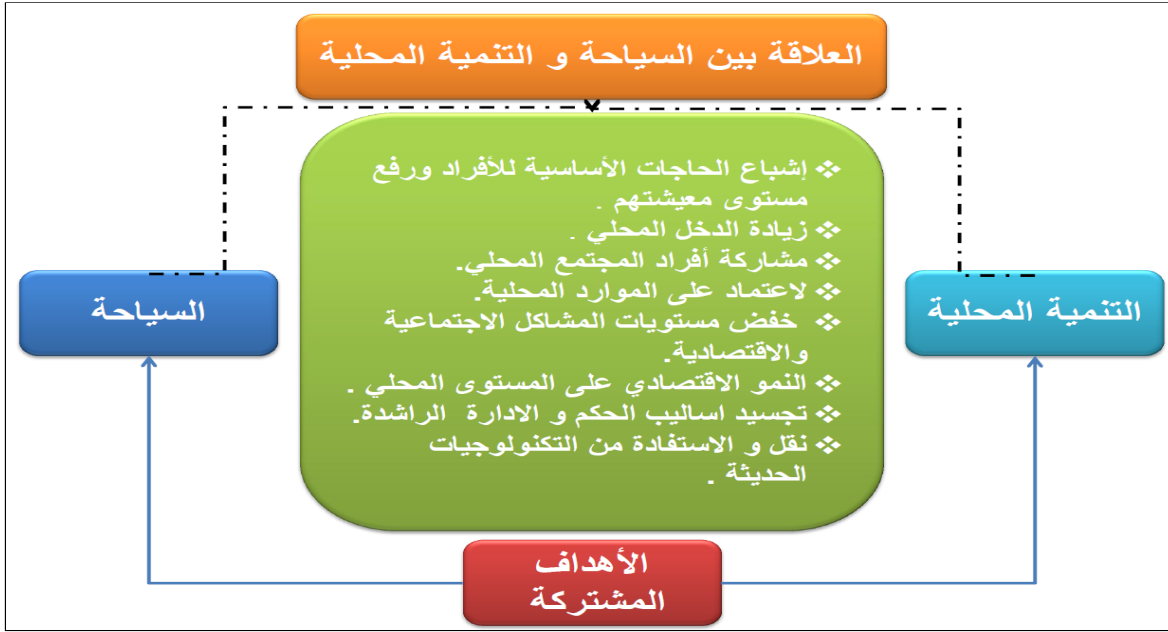 العلاقة بين السياحة و التنمية المحلية
❖ إشباع الحاجات الأساسية للأفراد ورفع
مستوى معيشتهم .
❖ زيادة الدخل المحلي .
❖ مشاركة أفراد المجتمع المحلي.
❖ لاعتماد على الموارد المحلية.
❖ خفض مستويات المشاكل الاجتماعية
والاقتصادية.
❖ النمو الاقتصادي على المستوى المحلي .
❖ تجسيد اساليب الحكم و الادارة الراشدة.
❖ نقل و الاستفادة من التكنولوجيات
الحديثة .
التنمية المحلية
السياحة
الأهداف
المشتركة